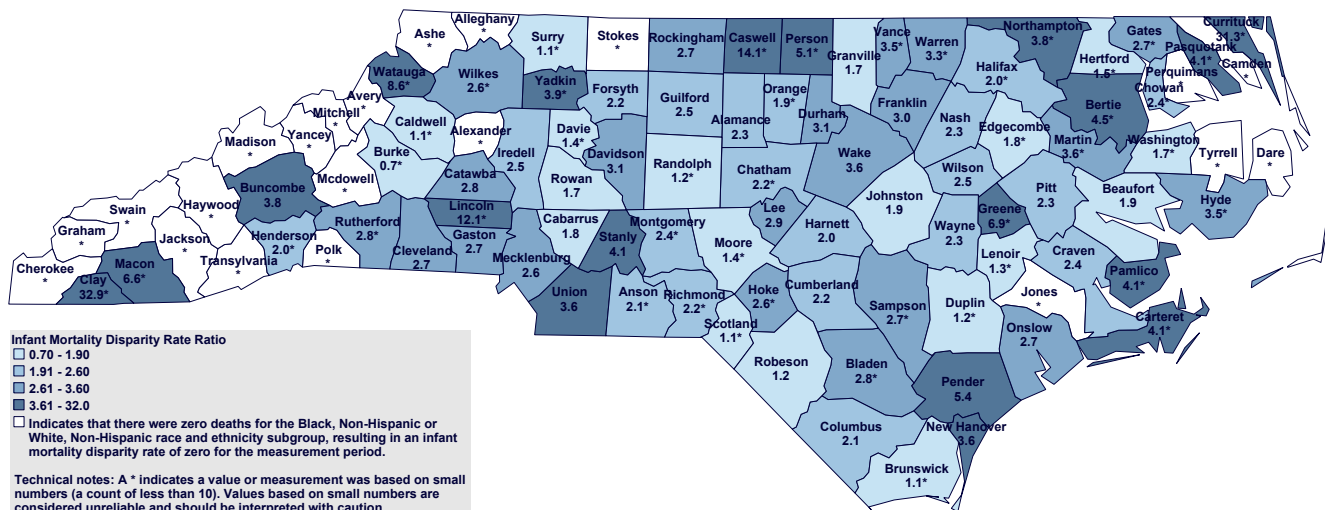 Alleghany
*
Ashe
*
Surry
1.1*
Stokes
*
Rockingham
2.7
Caswell
14.1*
Person
5.1*
Granville
1.7
Vance
3.5*
Warren
3.3*
Northampton
3.8*
Gates
2.7*
Currituck
31.3*
Pasquotank
4.1*
Camden
*
Hertford
1.5*
Perquimans
*
Chowan
2.4*
Watauga
8.6*
Wilkes
2.6*
Yadkin
3.9*
Forsyth
2.2
Guilford
2.5
Alamance
2.3
Orange
1.9*
Durham
3.1
Franklin
3.0
Halifax
2.0*
Bertie
4.5*
Avery
*
Mitchell
*
Yancey
*
Madison
*
Caldwell
1.1*
Alexander
*
Iredell
2.5
Davie
1.4*
Davidson
3.1
Randolph
1.2*
Chatham
2.2*
Wake
3.6
Nash
2.3
Edgecombe
1.8*
Martin
3.6*
Washington
1.7*
Tyrrell
*
Dare
*
Burke
0.7*
Mcdowell
*
Buncombe
3.8
Haywood
*
Swain
*
Graham
*
Catawba
2.8
Rowan
1.7
Johnston
1.9
Wilson
2.5
Pitt
2.3
Beaufort
1.9
Hyde
3.5*
Lincoln
12.1*
Cabarrus
1.8
Stanly
4.1
Montgomery
2.4*
Moore
1.4*
Lee
2.9
Harnett
2.0
Wayne
2.3
Greene
6.9*
Lenoir
1.3*
Craven
2.4
Pamlico
4.1*
Cherokee
*
Clay
32.9*
Macon
6.6*
Jackson
*
Transylvania
*
Henderson
2.0*
Polk
*
Rutherford
2.8*
Cleveland
2.7
Gaston
2.7
Mecklenburg
2.6
Union
3.6
Anson
2.1*
Richmond
2.2*
Scotland
1.1*
Hoke
2.6*
Cumberland
2.2
Sampson
2.7*
Duplin
1.2*
Jones
*
Onslow
2.7
Carteret
4.1*
Robeson
1.2
Bladen
2.8*
Pender
5.4
Columbus
2.1
New Hanover
3.6
Brunswick
1.1*
Infant Mortality Disparity Rate Ratio
0.70 - 1.90
1.91 - 2.60
2.61 - 3.60
3.61 - 32.0
Indicates that there were zero deaths for the Black, Non-Hispanic or
White, Non-Hispanic race and ethnicity subgroup, resulting in an infant
mortality disparity rate of zero for the measurement period.
Technical notes: A * indicates a value or measurement was based on small
numbers (a count of less than 10). Values based on small numbers are
considered unreliable and should be interpreted with caution